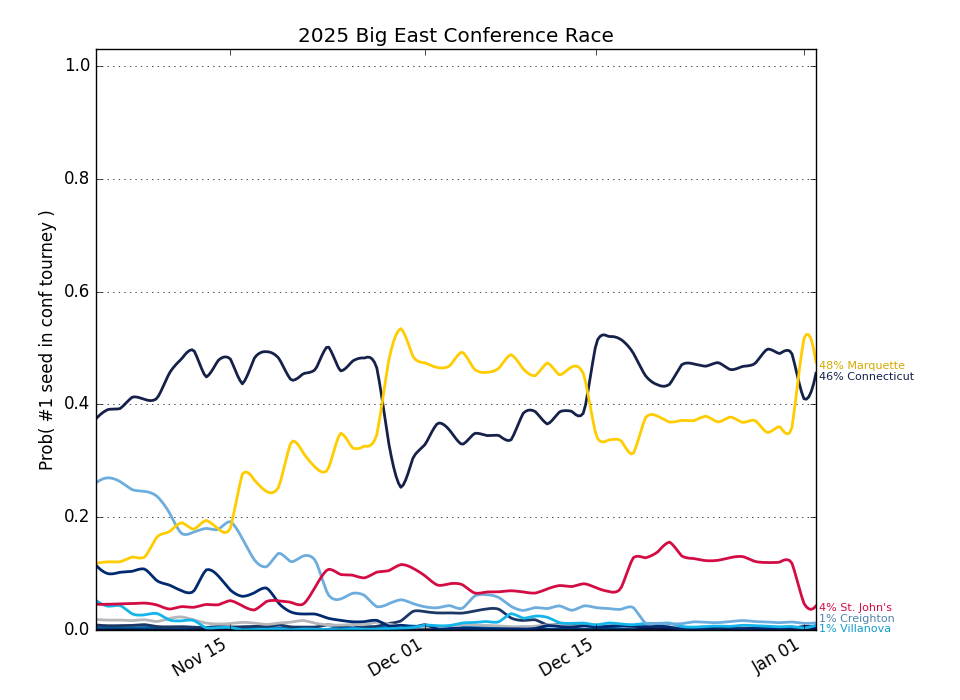 2025 Big East Conference Race
Prob( #1 seed in conf tourney )
1.0
0.8
0.6
0.4
0.2
0.0
Nov 15
Dec 01
Dec 15
Jan 01
48% Marquette
46% Connecticut
4% St. John's
1% Creighton
1% Villanova